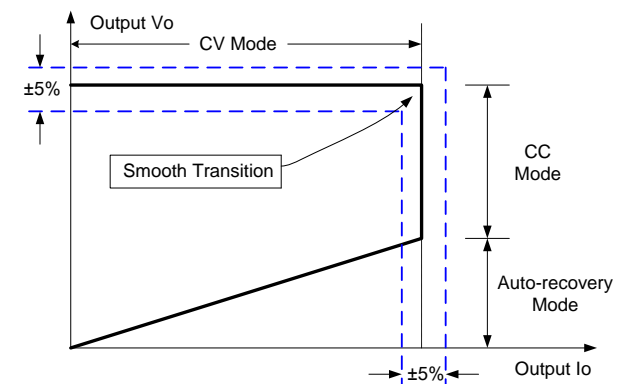 Output Vo
CV Mode
±5%
Smooth Transition
CC
Mode
Auto-recovery
Mode
±5%
Output Io